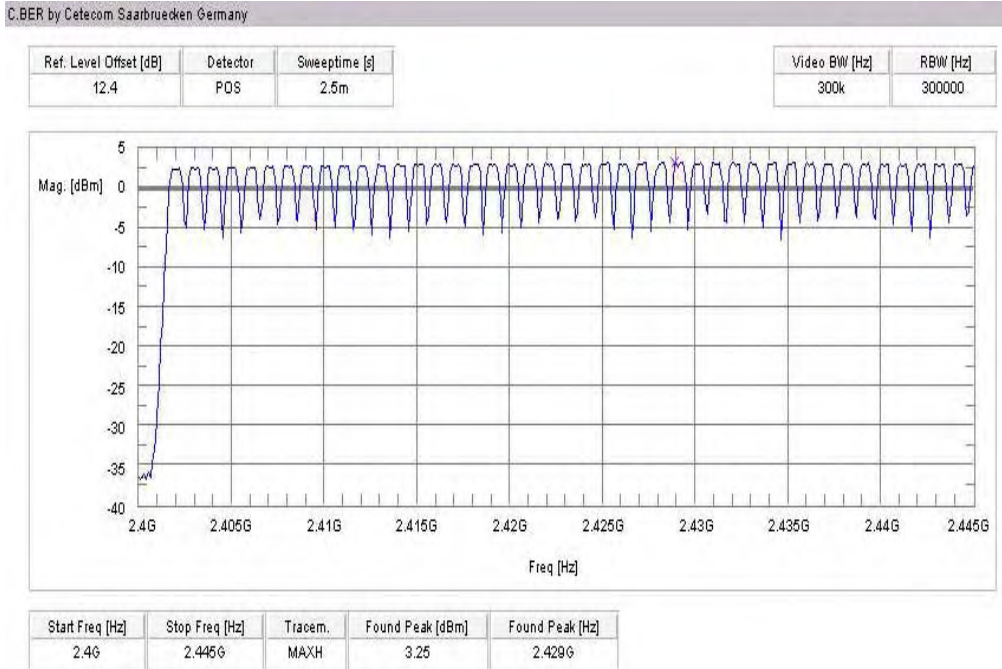 C.BER by Cetecom Saarbruecken Germany
Ref. Level Offset [dB] Detector Sweeptime [s] Video BW [Hz] RBW [Hz]
12.4 POS 2.5m 300k 300000
5
Mag. [dBm] 0
-5
-10
-15
-20
-25
-30
-35
-40
2.4G 2.405G 2.41G 2.415G 2.42G 2.425G 2.43G 2.435G 2.44G 2.445G
Freq [Hz]
Start Freq [Hz] Stop Freq [Hz] Tracem. Found Peak [dBm] Found Peak [Hz]
2.4G 2.445G MAXH 3.25 2.429G